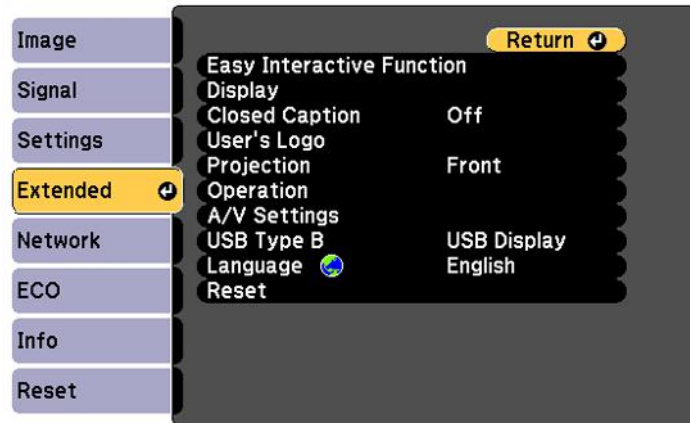 Image
Signal
Settings
Extended
Network
ECO
Info
Reset
Return
Easy Interactive Function
Display
Closed Caption Off
User's Logo
Projection Front
Operation
A/V Settings
USB Type B USB Display
Language English
Reset